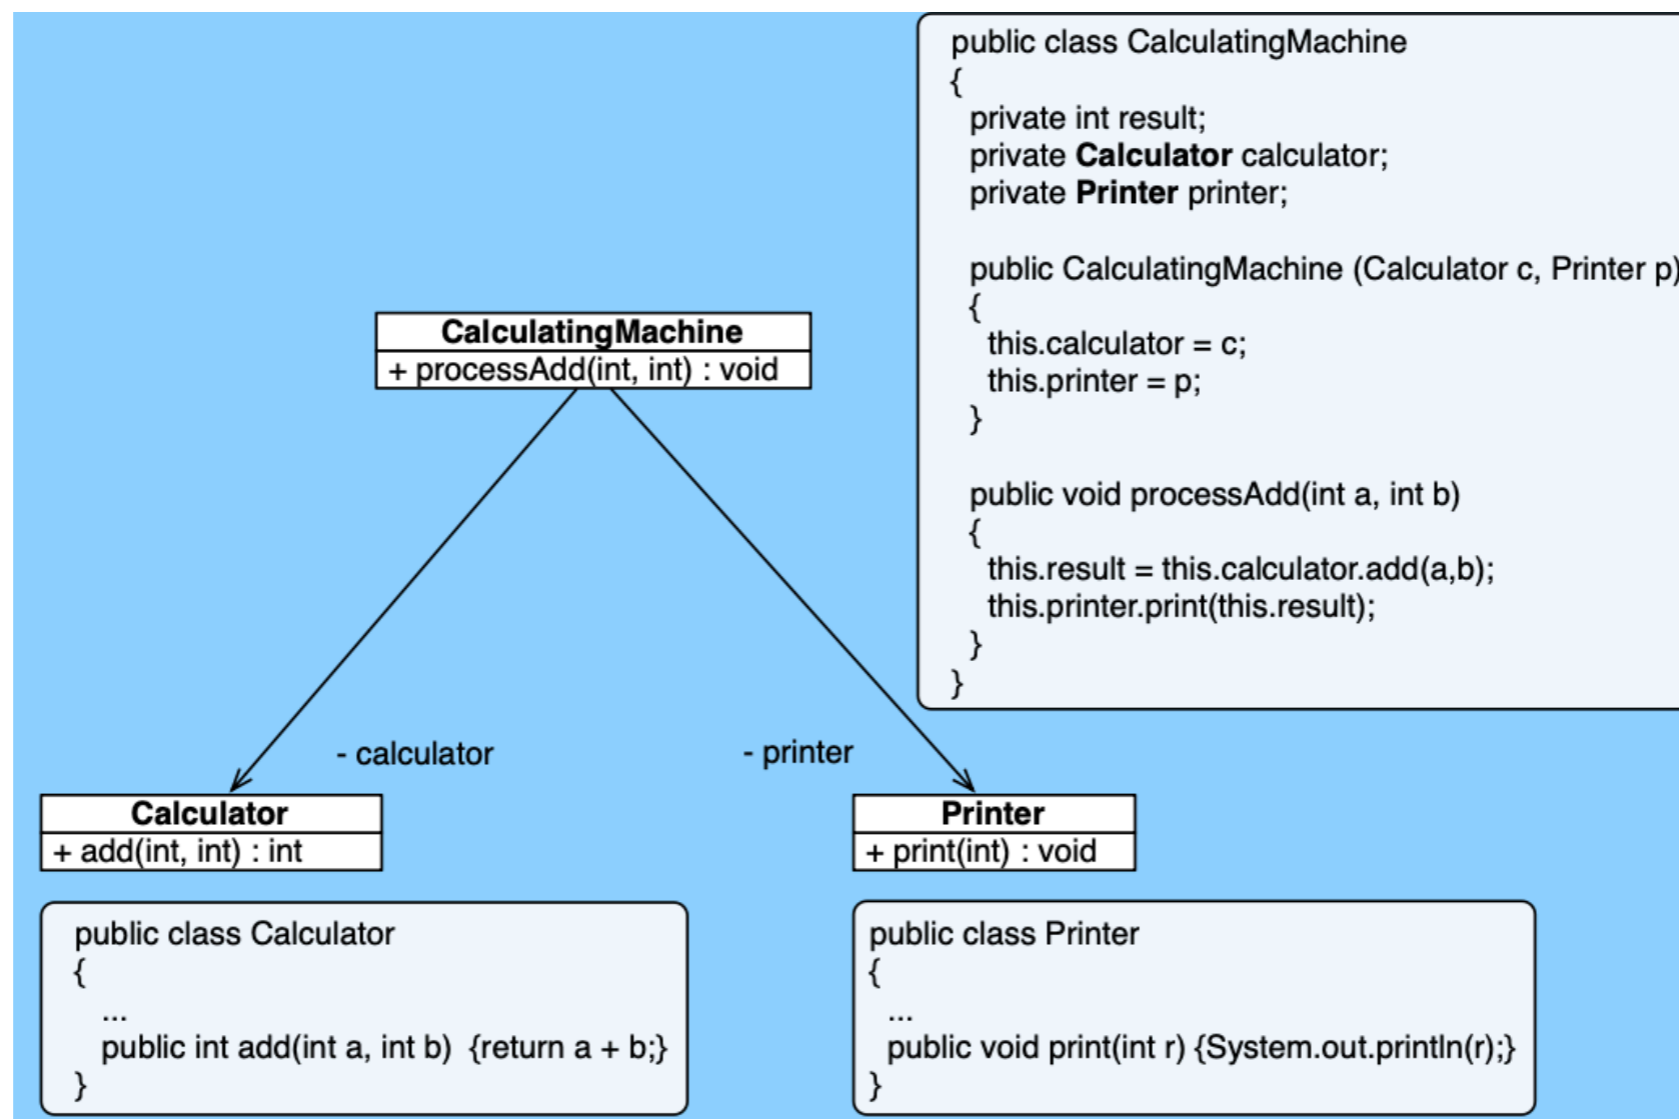 public class CalculatingMachine
{
private int result;
private Calculator calculator;
private Printer printer;
public CalculatingMachine (Calculator c, Printer p)
{
this.calculator = c;
this.printer = p;
}
public void processAdd(int a, int b)
{
this.result = this.calculator.add(a,b);
this.printer.print(this.result);
}
}
CalculatingMachine
+ processAdd(int, int) : void
- calculator
- printer
Calculator
+ add(int, int) : int
Printer
+ print(int) : void
public class Calculator
{
...
public int add(int a, int b) {return a + b;}
}
public class Printer
{
...
public void print(int r) {System.out.println(r);}
}